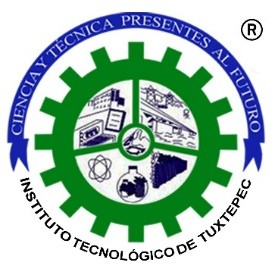 CIENCIA Y TÉCNICA PRESENTES AL FUTURO
®
INSTITUTO TECNOLÓGICO DE TUXTEPEC